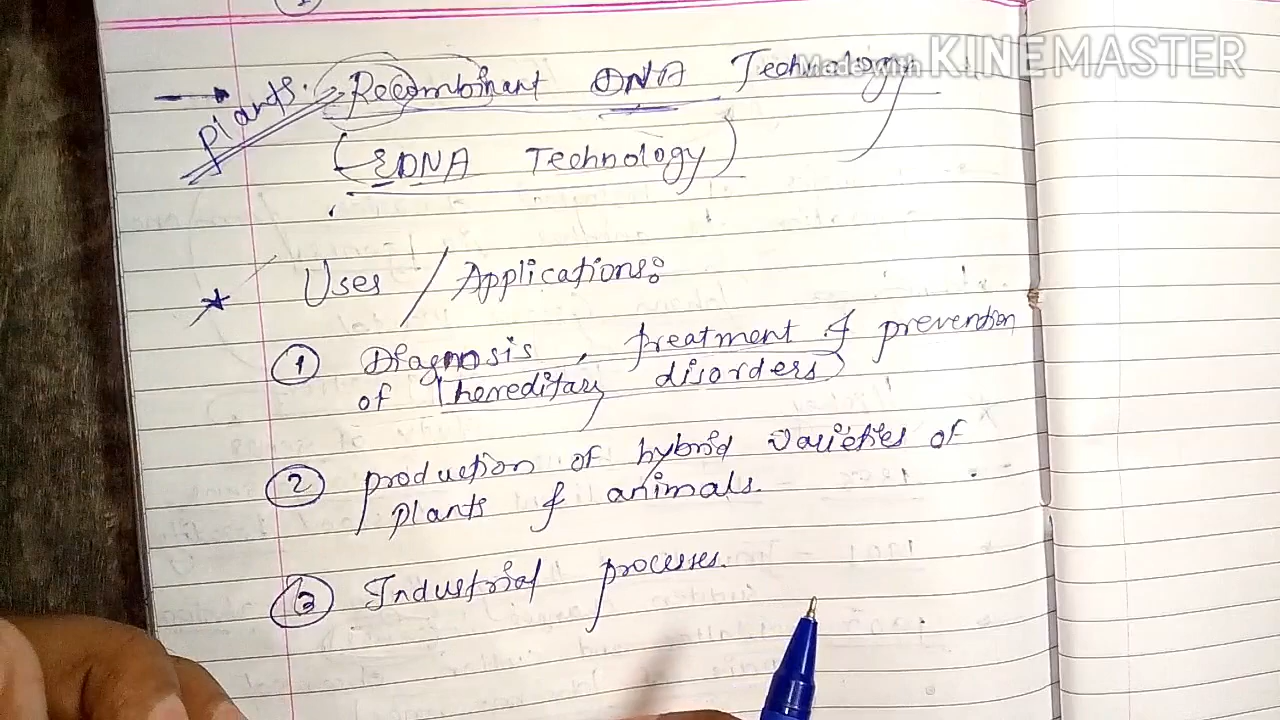 Made with KINEMASTER
plants. Recombinant DNA Technology
(rDNA Technology)
* Uses / Applications:
① Diagnosis, treatment & prevention
of (hereditary disorders)
② production of hybrid varieties of
plants & animals.
③ Industrial processes.